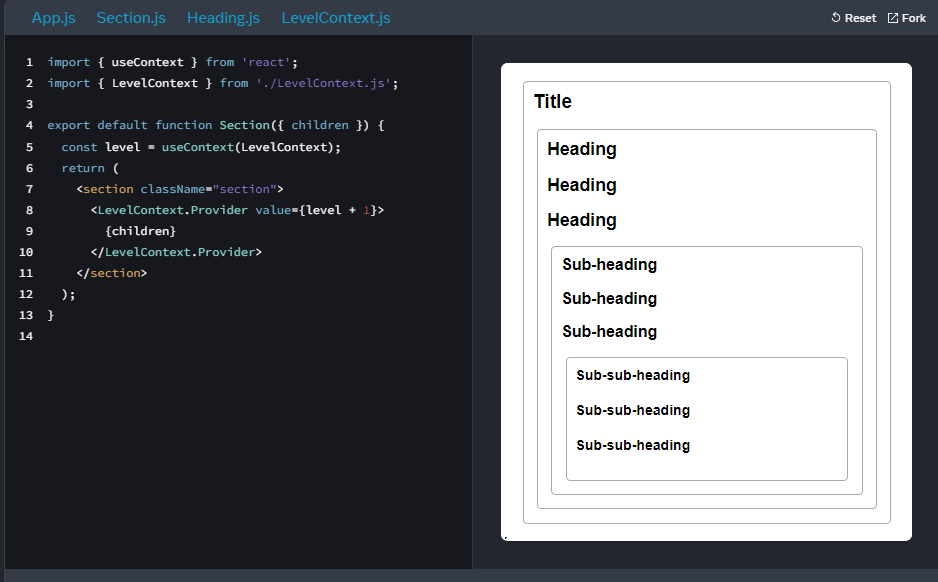 App.js Section.js Heading.js LevelContext.js Reset Fork
1 import { useContext } from 'react';
2 import { LevelContext } from './LevelContext.js';
3
4 export default function Section({ children }) {
5   const level = useContext(LevelContext);
6   return (
7     <section className="section">
8       <LevelContext.Provider value={level + 1}>
9         {children}
10       </LevelContext.Provider>
11     </section>
12   );
13 }
14
Title
Heading
Heading
Heading
Sub-heading
Sub-heading
Sub-heading
Sub-sub-heading
Sub-sub-heading
Sub-sub-heading